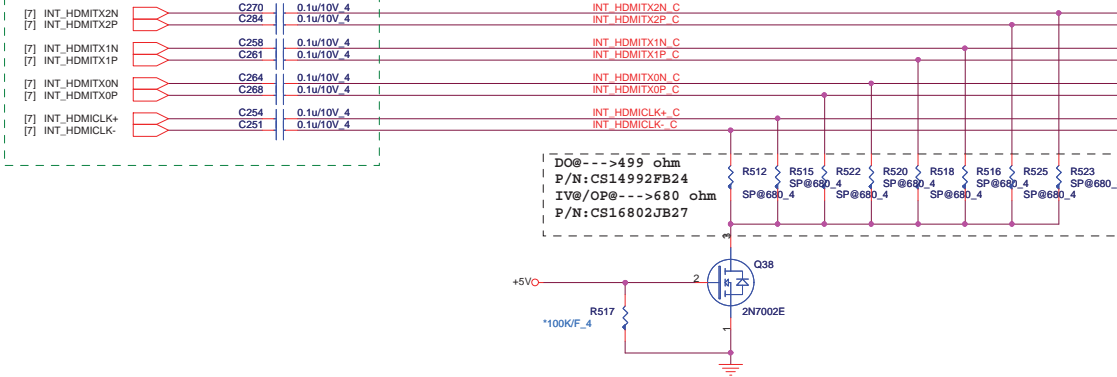 [7] INT_HDMITX2N C270 0.1u/10V_4 INT_HDMITX2N_C
[7] INT_HDMITX2P C284 0.1u/10V_4 INT_HDMITX2P_C
[7] INT_HDMITX1N C258 0.1u/10V_4 INT_HDMITX1N_C
[7] INT_HDMITX1P C261 0.1u/10V_4 INT_HDMITX1P_C
[7] INT_HDMITX0N C264 0.1u/10V_4 INT_HDMITX0N_C
[7] INT_HDMITX0P C268 0.1u/10V_4 INT_HDMITX0P_C
[7] INT_HDMICLK+ C254 0.1u/10V_4 INT_HDMICLK+_C
[7] INT_HDMICLK- C251 0.1u/10V_4 INT_HDMICLK-_C
DO@--->499 ohm
P/N:CS14992FB24
IV@/OP@--->680 ohm
P/N:CS16802JB27
R512 R515 R522 R520 R518 R516 R525 R523
SP@680_4 SP@680_4 SP@680_4 SP@680_
SP@680_4 SP@680_4 SP@680_4 SP@680_4
3
Q38
+5V 2
R517 2N7002E
*100K/F_4 1